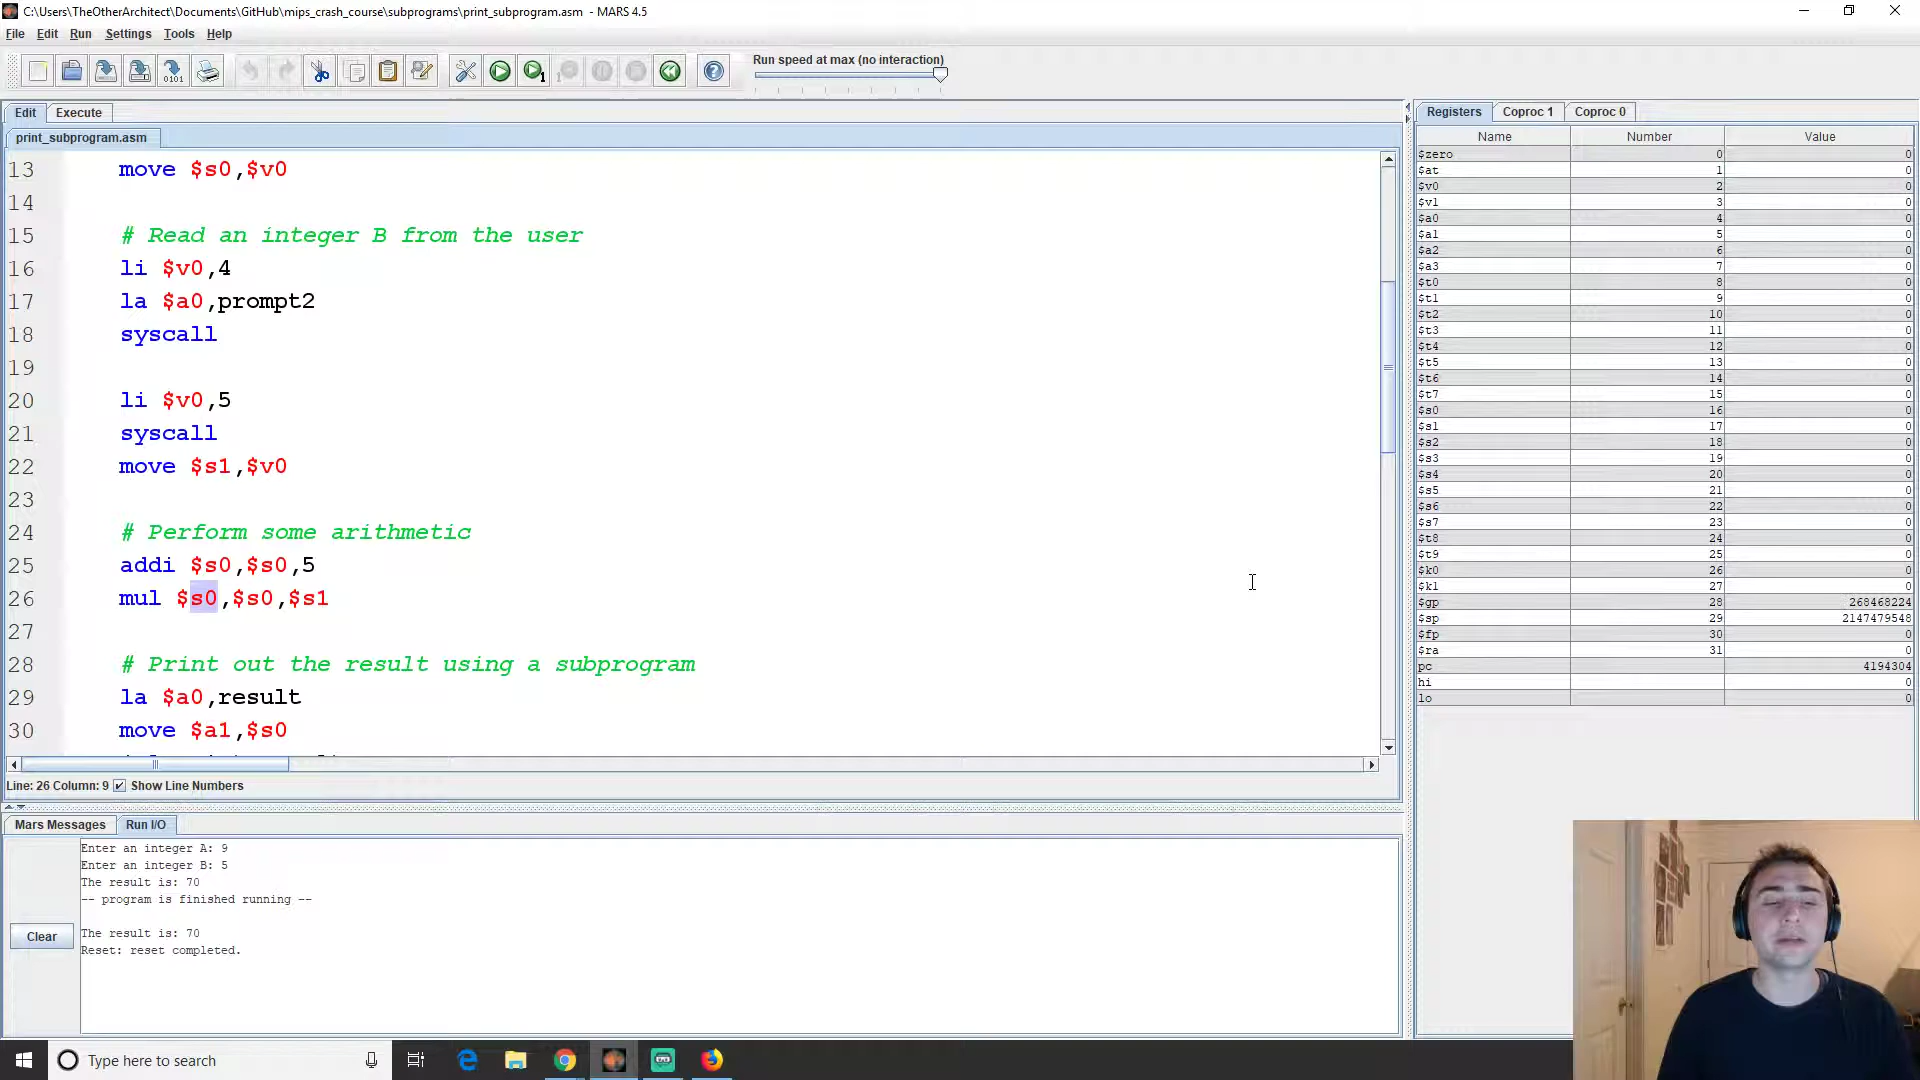 C:\Users\TheOtherArchitect\Documents\GitHub\mips_crash_course\subprograms\print_subprogram.asm - MARS 4.5
File Edit Run Settings Tools Help
Run speed at max (no interaction)
Edit Execute
print_subprogram.asm
13 move $s0,$v0
14
15 # Read an integer B from the user
16 li $v0,4
17 la $a0,prompt2
18 syscall
19
20 li $v0,5
21 syscall
22 move $s1,$v0
23
24 # Perform some arithmetic
25 addi $s0,$s0,5
26 mul $s0,$s0,$s1
27
28 # Print out the result using a subprogram
29 la $a0,result
30 move $a1,$s0
Line: 26 Column: 9 Show Line Numbers
Mars Messages Run I/O
Enter an integer A: 9
Enter an integer B: 5
The result is: 70
-- program is finished running --
The result is: 70
Reset: reset completed.
Clear
Registers Coproc 1 Coproc 0
Name Number Value
$zero 0 0
$at 1 0
$v0 2 0
$v1 3 0
$a0 4 0
$a1 5 0
$a2 6 0
$a3 7 0
$t0 8 0
$t1 9 0
$t2 10 0
$t3 11 0
$t4 12 0
$t5 13 0
$t6 14 0
$t7 15 0
$s0 16 0
$s1 17 0
$s2 18 0
$s3 19 0
$s4 20 0
$s5 21 0
$s6 22 0
$s7 23 0
$t8 24 0
$t9 25 0
$k0 26 0
$k1 27 0
$gp 28 268468224
$sp 29 2147479548
$fp 30 0
$ra 31 0
pc 4194304
hi 0
lo 0
Type here to search